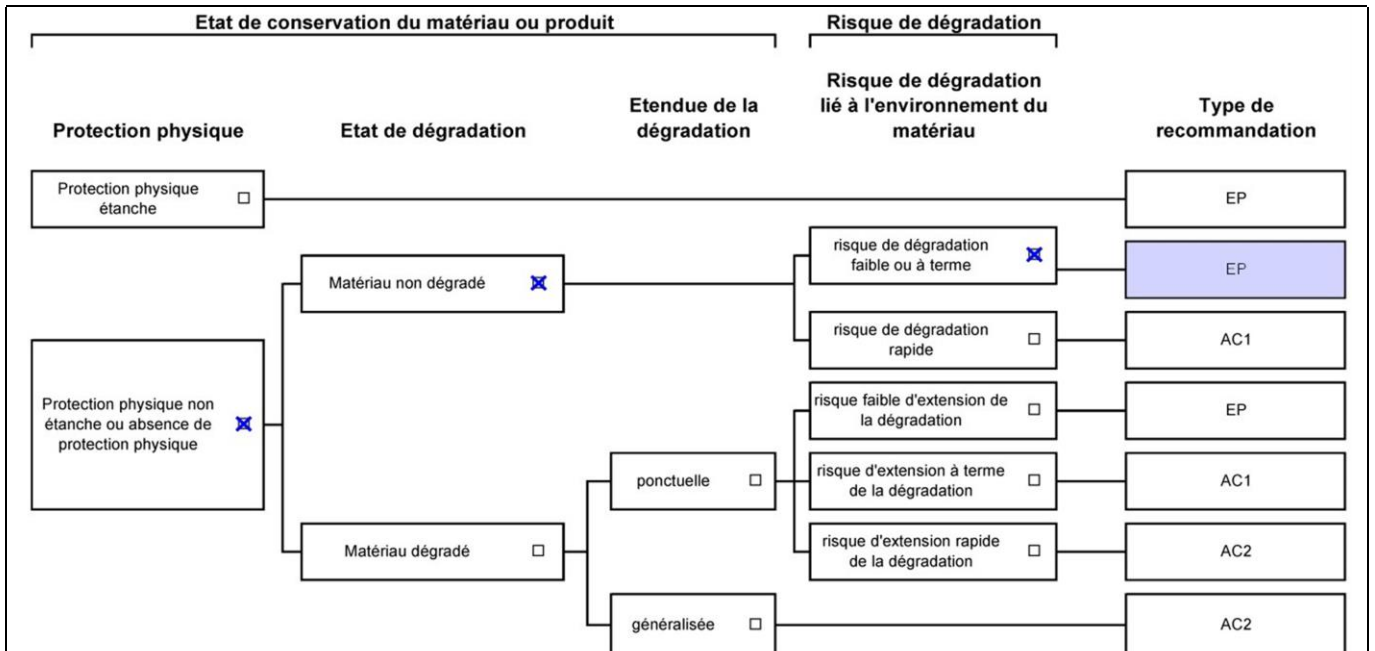 Etat de conservation du matériau ou produit
Risque de dégradation
Protection physique
Etat de dégradation
Etendue de la
dégradation
Risque de dégradation
lié à l'environnement du
matériau
Type de
recommandation
Protection physique
étanche
EP
Protection physique non
étanche ou absence de
protection physique
Matériau non dégradé
risque de dégradation
faible ou à terme
EP
risque de dégradation
rapide
AC1
Matériau dégradé
ponctuelle
risque faible d'extension de
la dégradation
EP
risque d'extension à terme
de la dégradation
AC1
risque d'extension rapide
de la dégradation
AC2
généralisée
AC2